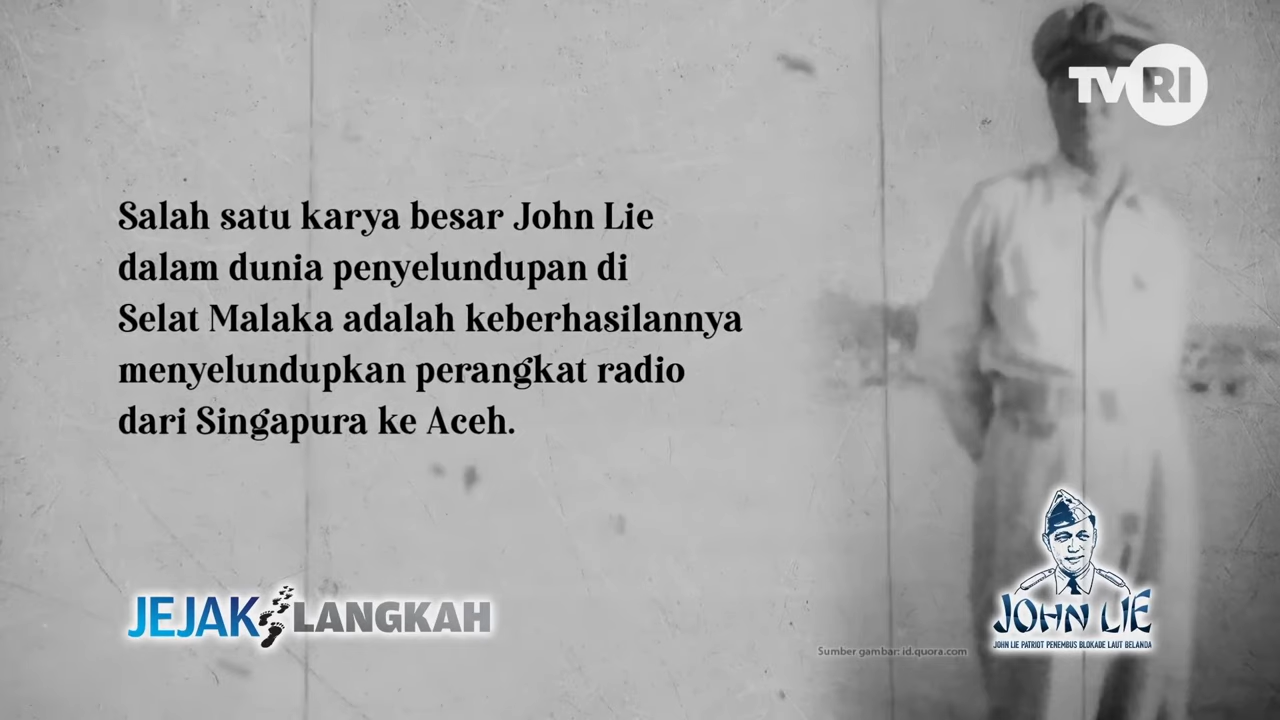 TVRI
Salah satu karya besar John Lie
dalam dunia penyelundupan di
Selat Malaka adalah keberhasilannya
menyelundupkan perangkat radio
dari Singapura ke Aceh.
JEJAK LANGKAH
JOHN LIE
JOHN LIE PATRIOT PENEMBUS BLOKADE LAUT BELANDA
Sumber gambar: id.quora.com